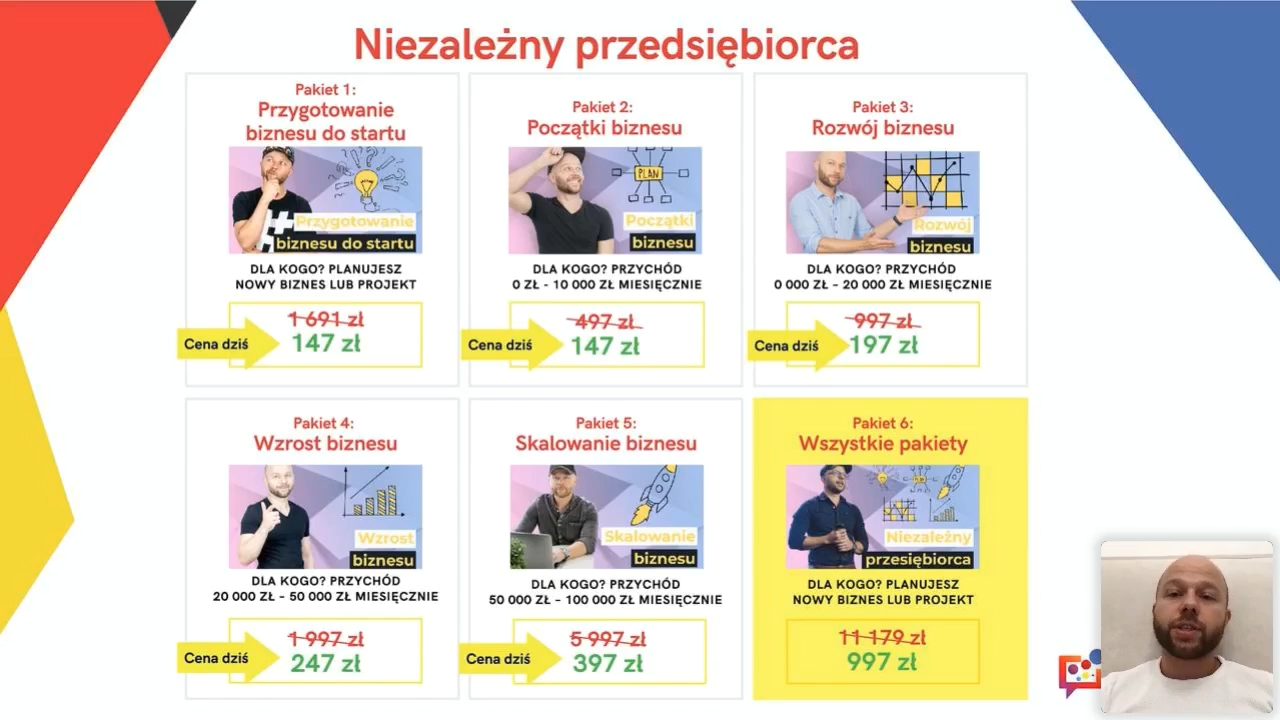 Niezależny przedsiębiorca
Pakiet 1:
Przygotowanie
biznesu do startu
Przygotowanie
biznesu do startu
DLA KOGO? PLANUJESZ
NOWY BIZNES LUB PROJEKT
Cena dziś
1 691 zł
147 zł
Pakiet 2:
Początki biznesu
PLAN
Początki
biznesu
DLA KOGO? PRZYCHÓD
0 ZŁ - 10 000 ZŁ MIESIĘCZNIE
Cena dziś
497 zł
147 zł
Pakiet 3:
Rozwój biznesu
Rozwój
biznesu
DLA KOGO? PRZYCHÓD
0 000 ZŁ – 20 000 ZŁ MIESIĘCZNIE
Cena dziś
997 zł
197 zł
Pakiet 4:
Wzrost biznesu
Wzrost
biznesu
DLA KOGO? PRZYCHÓD
20 000 ZŁ – 50 000 ZŁ MIESIĘCZNIE
Cena dziś
1 997 zł
247 zł
Pakiet 5:
Skalowanie biznesu
Skalowanie
biznesu
DLA KOGO? PRZYCHÓD
50 000 ZŁ – 100 000 ZŁ MIESIĘCZNIE
Cena dziś
5 997 zł
397 zł
Pakiet 6:
Wszystkie pakiety
Niezależny
przesiębiorca
DLA KOGO? PLANUJESZ
NOWY BIZNES LUB PROJEKT
11 179 zł
997 zł